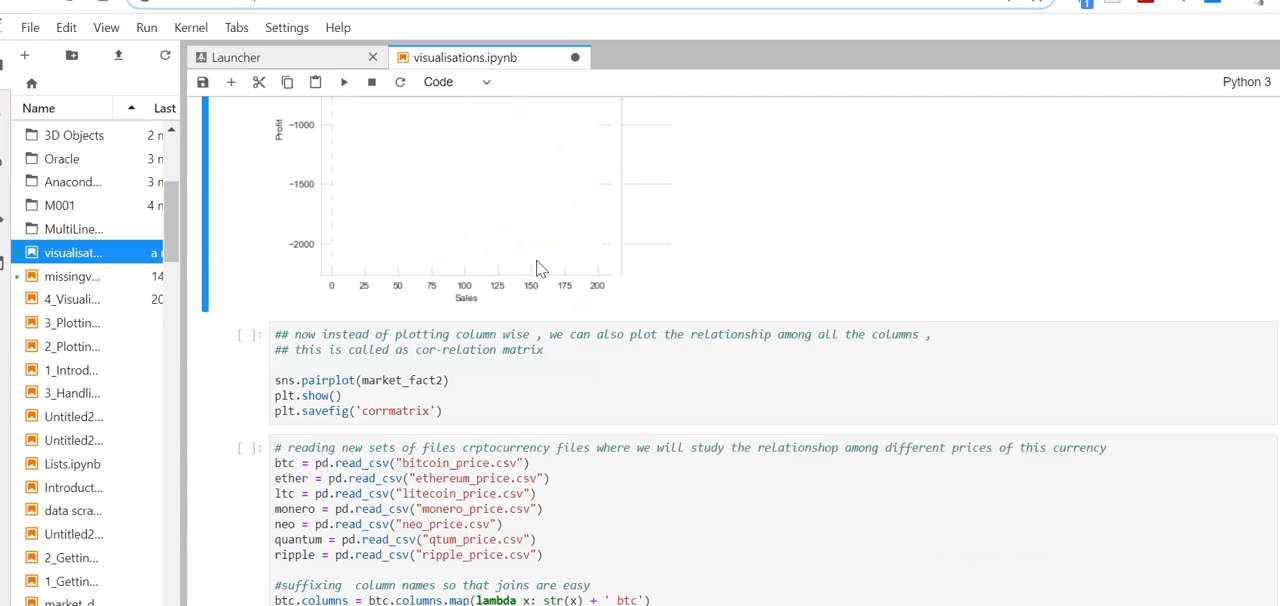 1
File Edit View Run Kernel Tabs Settings Help
Launcher
visualisations.ipynb
Code
Python 3
Name Last
3D Objects 2 m
Oracle 3 m
Anacond... 3 m
M001 4 m
MultiLine...
visualisat... a
missingv... 14
4_Visuali... 20
3_Plottin...
2_Plottin...
1_Introd...
3_Handli...
Untitled2...
Untitled2...
Lists.ipynb
Introduct...
data scra...
Untitled2...
2_Gettin...
1_Gettin...
market_d
Profit
−1000
−1500
−2000
0 25 50 75 100 125 150 175 200
Sales
[ ]: ## now instead of plotting column wise , we can also plot the relationship among all the columns ,
## this is called as cor-relation matrix
sns.pairplot(market_fact2)
plt.show()
plt.savefig('corrmatrix')
[ ]: # reading new sets of files crptocurrency files where we will study the relationshop among different prices of this currency
btc = pd.read_csv("bitcoin_price.csv")
ether = pd.read_csv("ethereum_price.csv")
ltc = pd.read_csv("litecoin_price.csv")
monero = pd.read_csv("monero_price.csv")
neo = pd.read_csv("neo_price.csv")
quantum = pd.read_csv("qtum_price.csv")
ripple = pd.read_csv("ripple_price.csv")
#suffixing  column names so that joins are easy
btc.columns = btc.columns.map(lambda x: str(x) + '_btc')